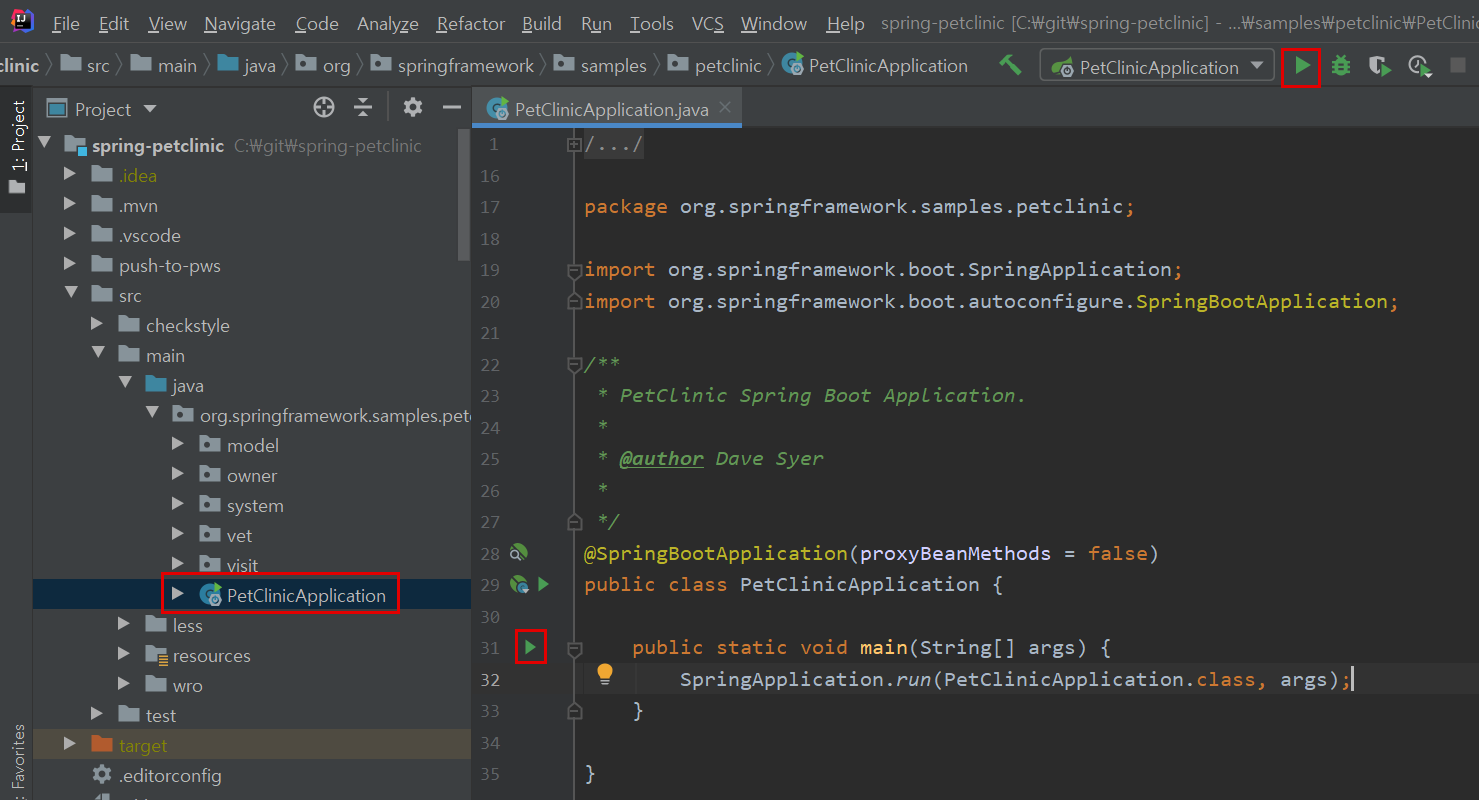 File Edit View Navigate Code Analyze Refactor Build Run Tools VCS Window Help spring-petclinic [C:₩git₩spring-petclinic] - ...₩samples₩petclinic₩PetClini
clinic src main java org springframework samples petclinic PetClinicApplication PetClinicApplication
1: Project
Project
PetClinicApplication.java
spring-petclinic C:₩git₩spring-petclinic
.idea
.mvn
.vscode
push-to-pws
src
checkstyle
main
java
org.springframework.samples.pet
model
owner
system
vet
visit
PetClinicApplication
less
resources
wro
test
target
.editorconfig
: Favorites
1 /.../
16
17 package org.springframework.samples.petclinic;
18
19 import org.springframework.boot.SpringApplication;
20 import org.springframework.boot.autoconfigure.SpringBootApplication;
21
22 /**
23 * PetClinic Spring Boot Application.
24 *
25 * @author Dave Syer
26 *
27 */
28 @SpringBootApplication(proxyBeanMethods = false)
29 public class PetClinicApplication {
30
31 public static void main(String[] args) {
32 SpringApplication.run(PetClinicApplication.class, args);
33 }
34
35 }